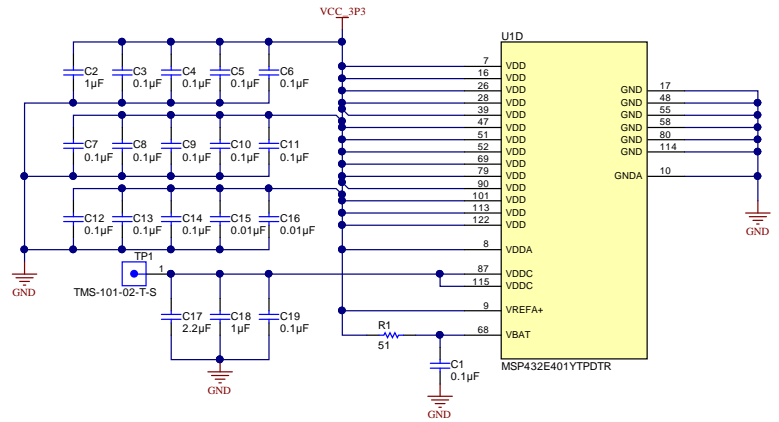 VCC_3P3
U1D
C2
1µF
C3
0.1µF
C4
0.1µF
C5
0.1µF
C6
0.1µF
C7
0.1µF
C8
0.1µF
C9
0.1µF
C10
0.1µF
C11
0.1µF
C12
0.1µF
C13
0.1µF
C14
0.1µF
C15
0.01µF
C16
0.01µF
GND
TP1
1
TMS-101-02-T-S
C17
2.2µF
C18
1µF
C19
0.1µF
GND
R1
51
C1
0.1µF
GND
7 VDD
16 VDD
26 VDD
28 VDD
39 VDD
47 VDD
51 VDD
52 VDD
69 VDD
79 VDD
90 VDD
101 VDD
113 VDD
122 VDD
8 VDDA
87 VDDC
115 VDDC
9 VREFA+
68 VBAT
GND 17
GND 48
GND 55
GND 58
GND 80
GND 114
GNDA 10
GND
MSP432E401YTPDTR